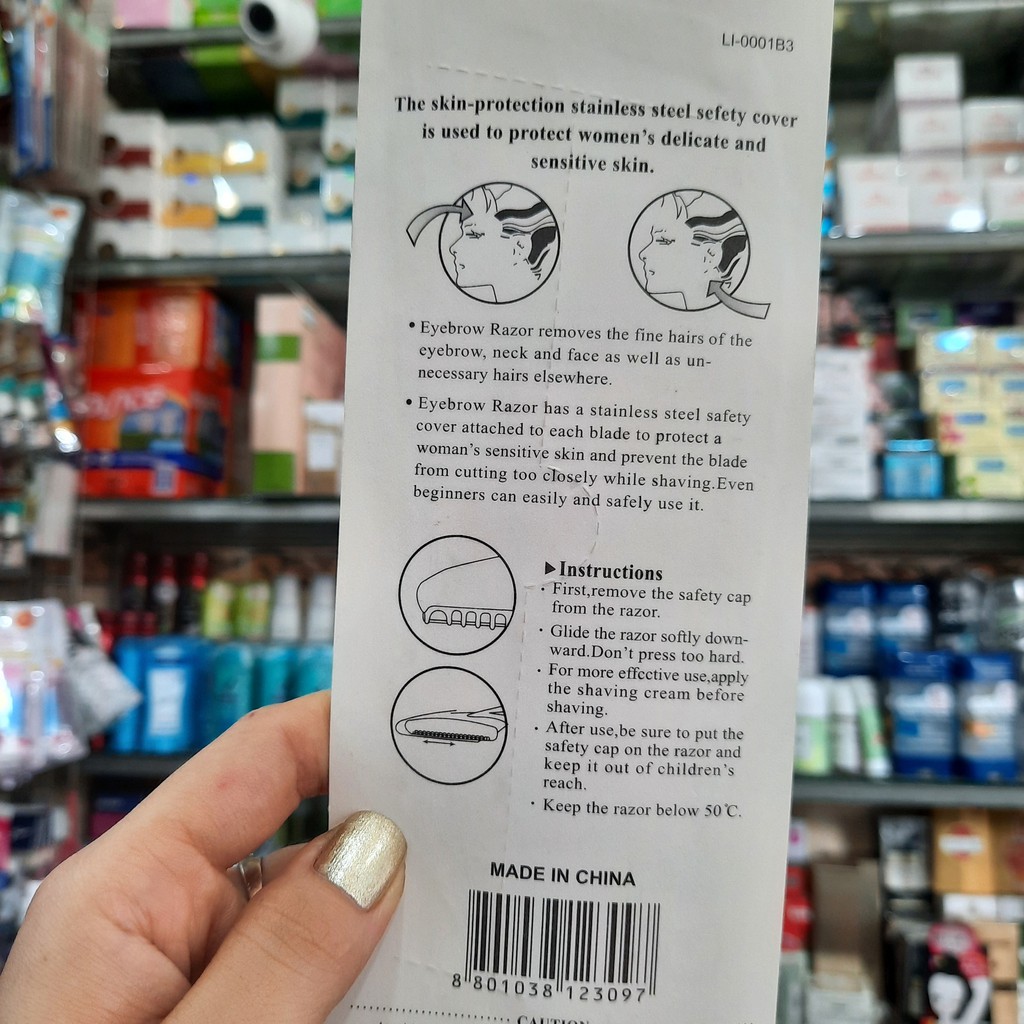 LI-0001B3
The skin-protection stainless steel sefety cover
is used to protect women's delicate and
sensitive skin.
• Eyebrow Razor removes the fine hairs of the
eyebrow, neck and face as well as un-
necessary hairs elsewhere.
• Eyebrow Razor has a stainless steel safety
cover attached to each blade to protect a
woman's sensitive skin and prevent the blade
from cutting too closely while shaving.Even
beginners can easily and safely use it.
▶Instructions
· First,remove the safety cap
from the razor.
· Glide the razor softly down-
ward.Don't press too hard.
· For more effective use,apply
the shaving cream before
shaving.
· After use,be sure to put the
safety cap on the razor and
keep it out of children's
reach.
· Keep the razor below 50℃.
MADE IN CHINA
8 801038 123097
CAUTION